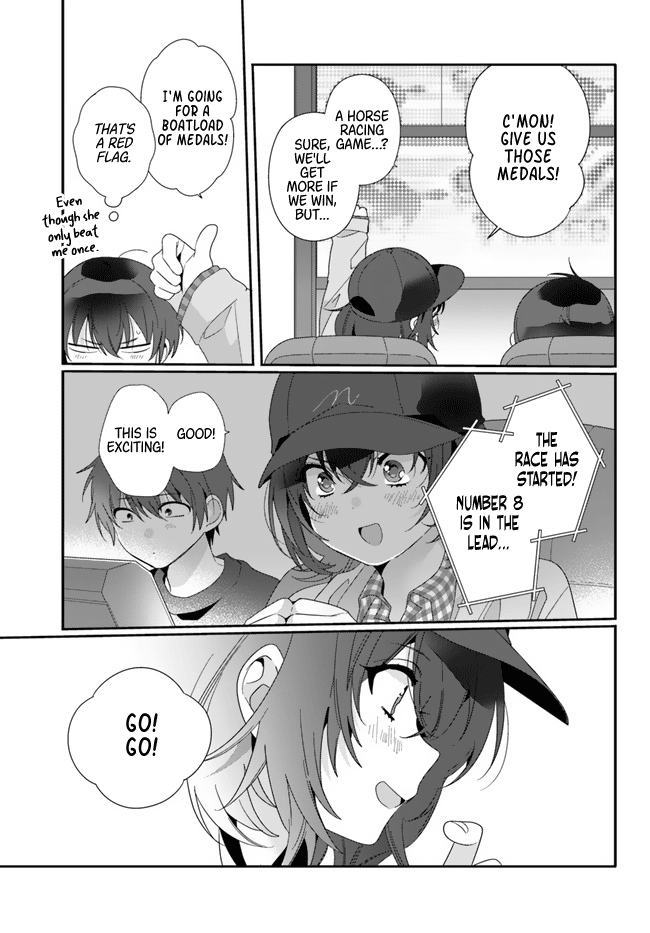 C'MON!
GIVE US
THOSE
MEDALS!
A HORSE
RACING
GAME...?
SURE,
WE'LL
GET
MORE IF
WE WIN,
BUT...
I'M GOING
FOR A
BOATLOAD
OF MEDALS!
THAT'S
A RED
FLAG.
Even
though she
only beat
me once.
THE
RACE HAS
STARTED!
NUMBER 8
IS IN THE
LEAD...
GOOD!
THIS IS
EXCITING!
n
GO!
GO!